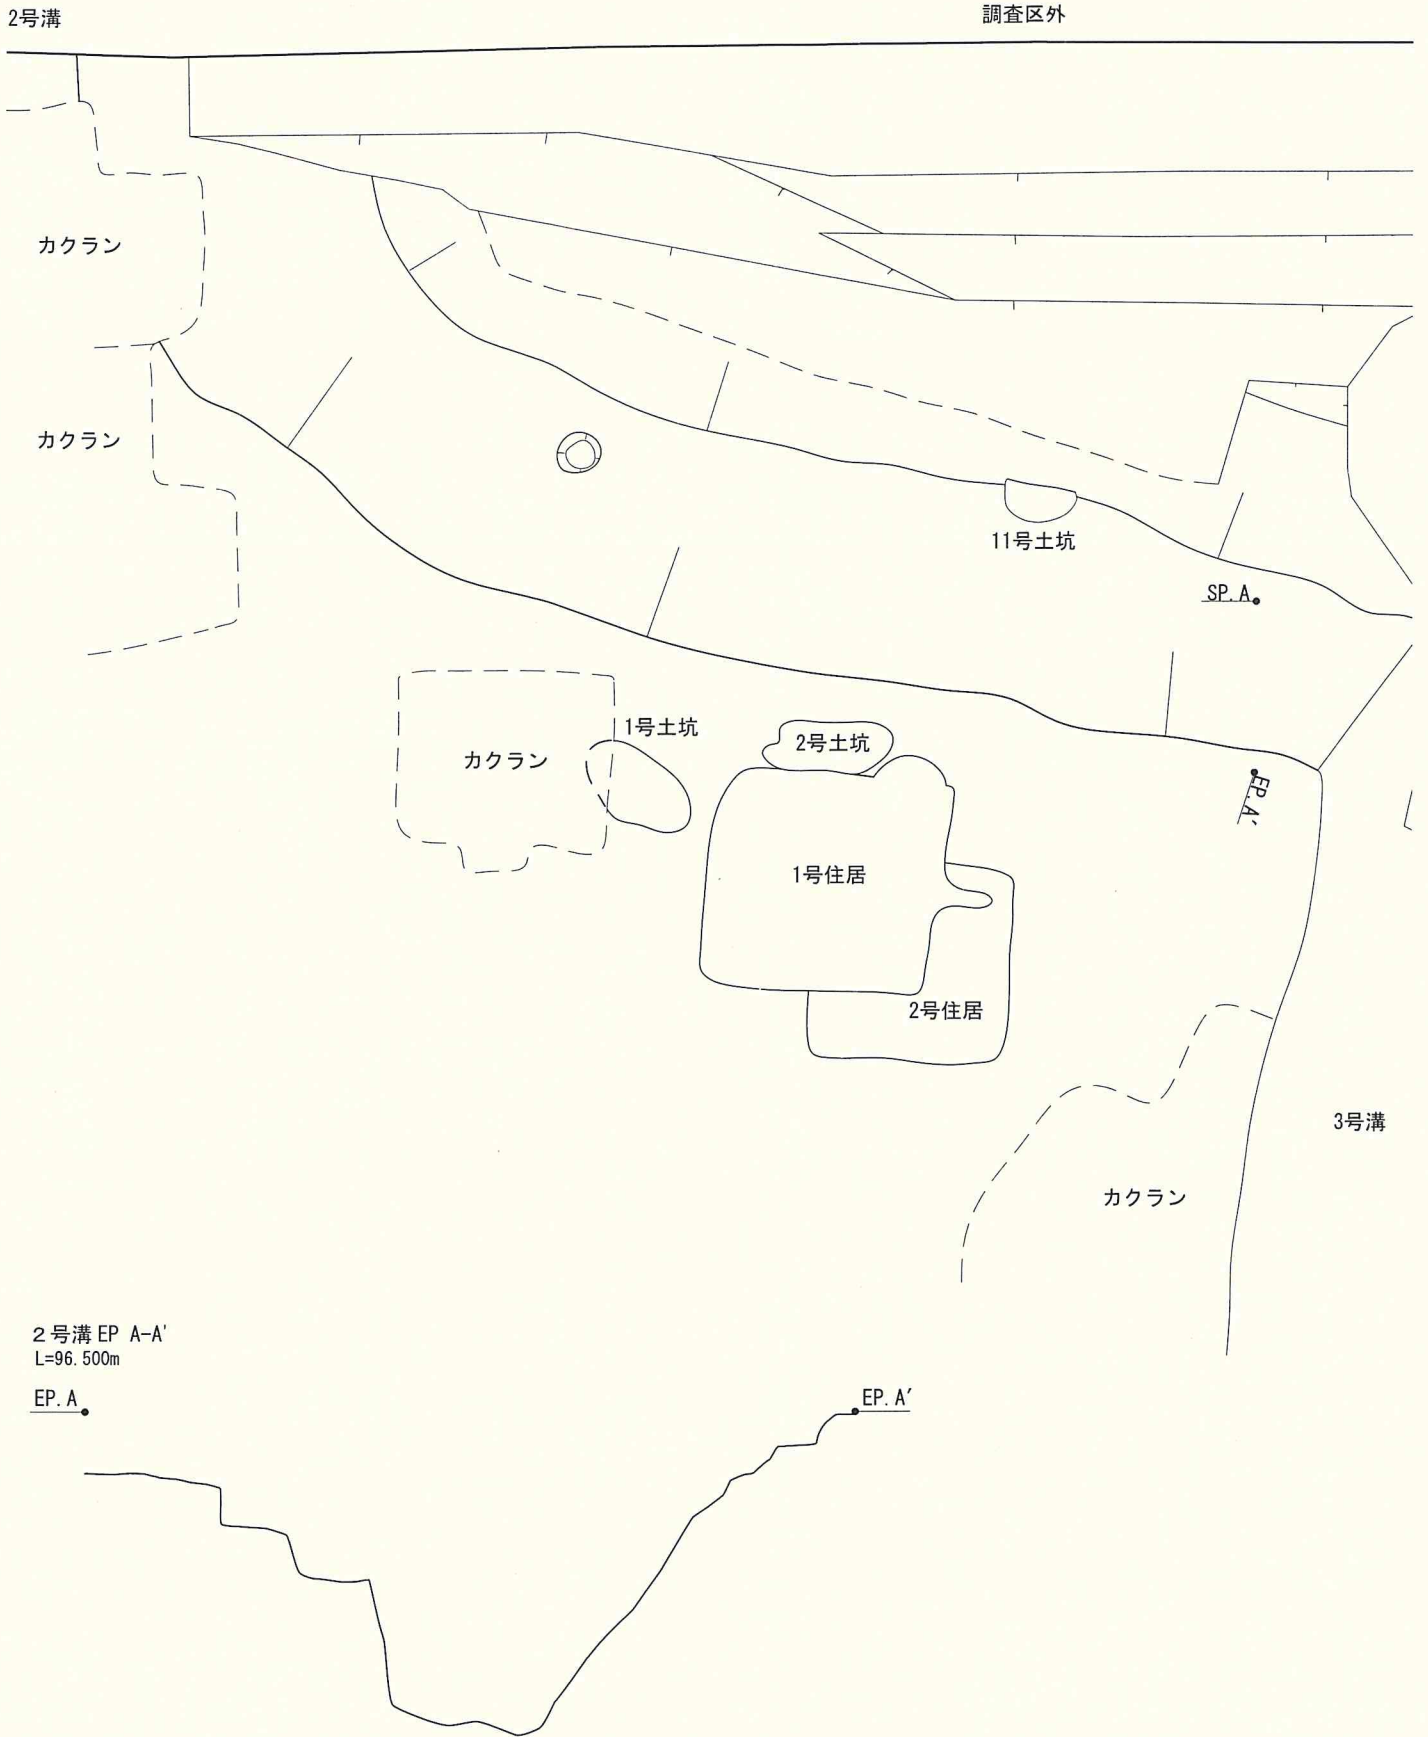 2号溝
調査区外
カクラン
カクラン
11号土坑
SP.A
1号土坑
2号土坑
カクラン
EP.A'
1号住居
2号住居
3号溝
カクラン
2号溝 EP A-A'
L=96.500m
EP.A
EP.A'